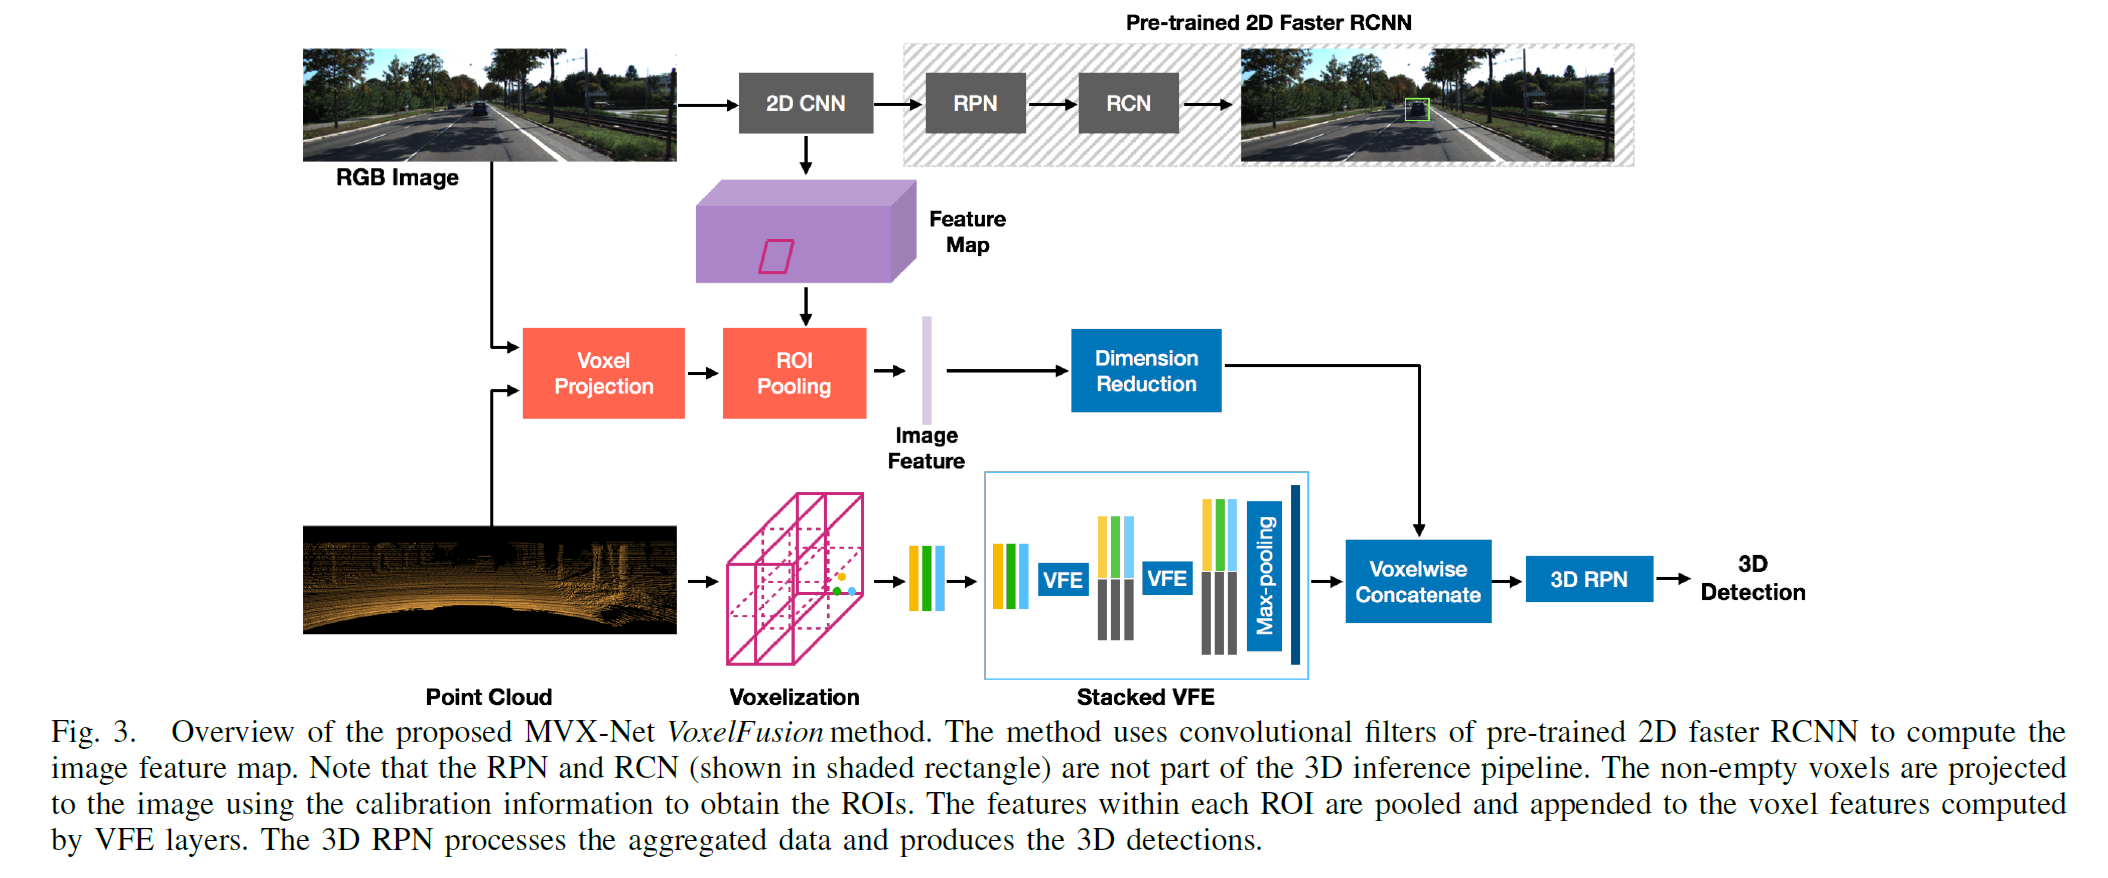 Pre-trained 2D Faster RCNN
2D CNN
RPN
RCN
RGB Image
Feature
Map
Voxel
Projection
ROI
Pooling
Dimension
Reduction
Image
Feature
VFE
VFE
Max-pooling
Voxelwise
Concatenate
3D RPN
3D
Detection
Point Cloud
Voxelization
Stacked VFE
Fig. 3. Overview of the proposed MVX-Net VoxelFusion method. The method uses convolutional filters of pre-trained 2D faster RCNN to compute the
image feature map. Note that the RPN and RCN (shown in shaded rectangle) are not part of the 3D inference pipeline. The non-empty voxels are projected
to the image using the calibration information to obtain the ROIs. The features within each ROI are pooled and appended to the voxel features computed
by VFE layers. The 3D RPN processes the aggregated data and produces the 3D detections.